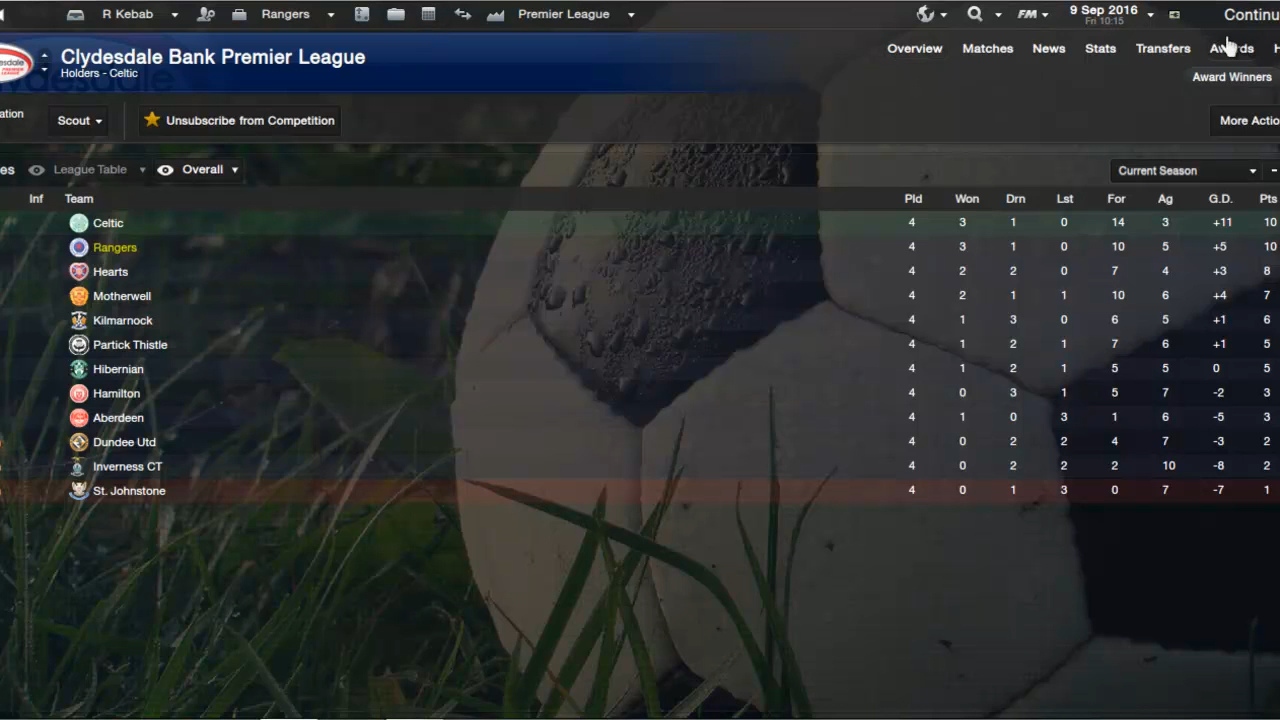 R Kebab Rangers Premier League FM 9 Sep 2016 Continu
Fri 10:15
Clydesdale Bank Premier League Overview Matches News Stats Transfers Awards H
Holders - Celtic
Award Winners
ation Scout Unsubscribe from Competition More Actio
es League Table Overall Current Season
Inf Team Pld Won Drn Lst For Ag G.D. Pts
Celtic 4 3 1 0 14 3 +11 10
Rangers 4 3 1 0 10 5 +5 10
Hearts 4 2 2 0 7 4 +3 8
Motherwell 4 2 1 1 10 6 +4 7
Kilmarnock 4 1 3 0 6 5 +1 6
Partick Thistle 4 1 2 1 7 6 +1 5
Hibernian 4 1 2 1 5 5 0 5
Hamilton 4 0 3 1 5 7 -2 3
Aberdeen 4 1 0 3 1 6 -5 3
Dundee Utd 4 0 2 2 4 7 -3 2
Inverness CT 4 0 2 2 2 10 -8 2
St. Johnstone 4 0 1 3 0 7 -7 1